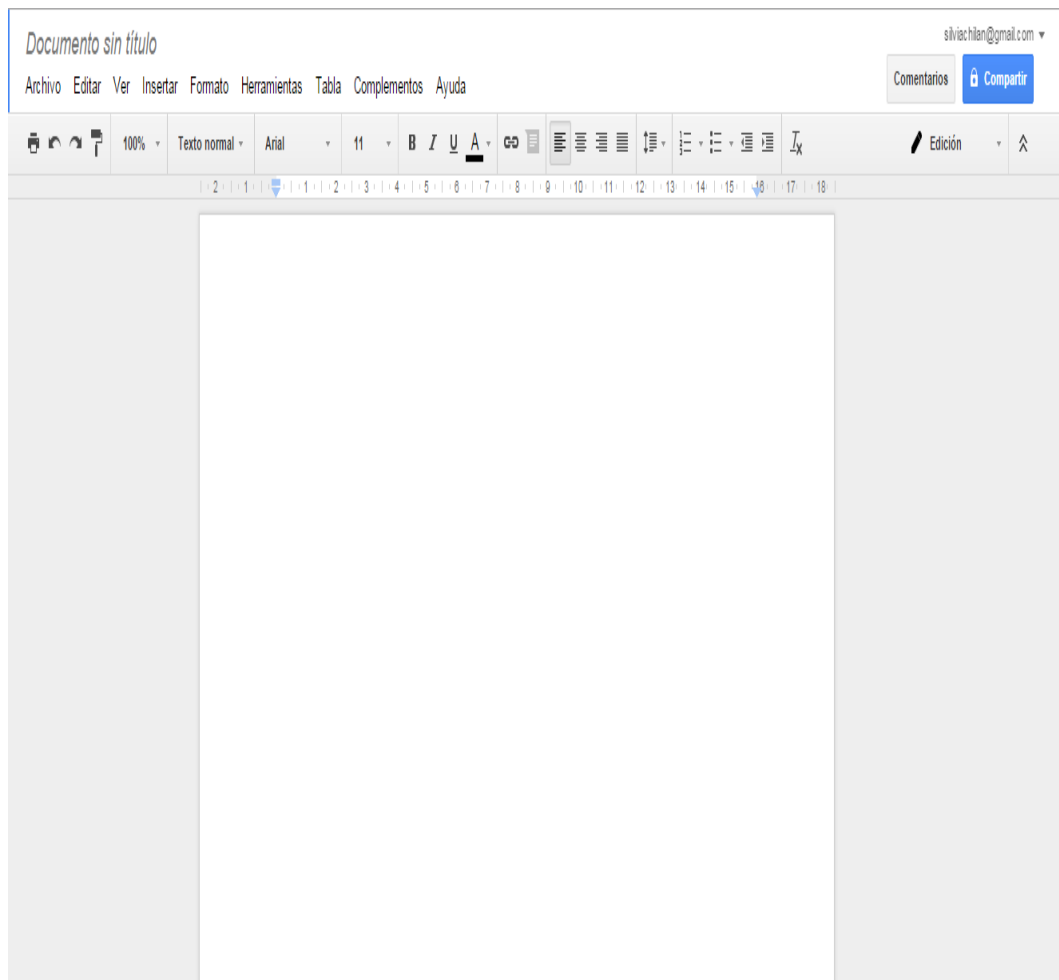 silviachilan@gmail.com
Documento sin título
Archivo Editar Ver Insertar Formato Herramientas Tabla Complementos Ayuda
Comentarios Compartir
100% Texto normal Arial 11 B I U A Edición
2 1 1 2 3 4 5 6 7 8 9 10 11 12 13 14 15 16 17 18